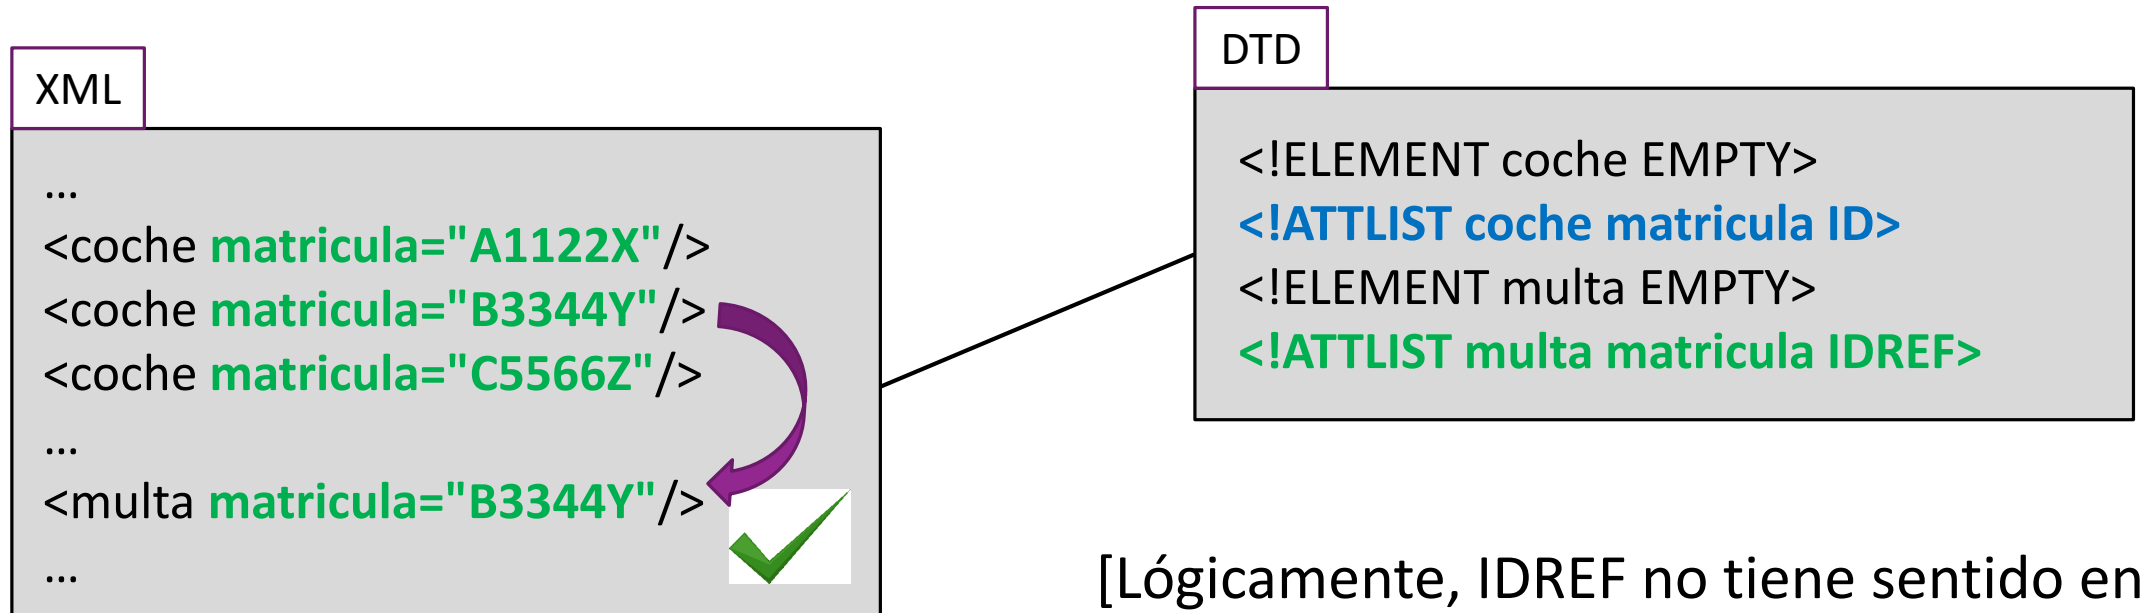 XML
…
<coche matricula="A1122X"/>
<coche matricula="B3344Y"/>
<coche matricula="C5566Z"/>
…
<multa matricula="B3344Y"/>
…
DTD
<!ELEMENT coche EMPTY>
<!ATTLIST coche matricula ID>
<!ELEMENT multa EMPTY>
<!ATTLIST multa matricula IDREF>
[Lógicamente, IDREF no tiene sentido en